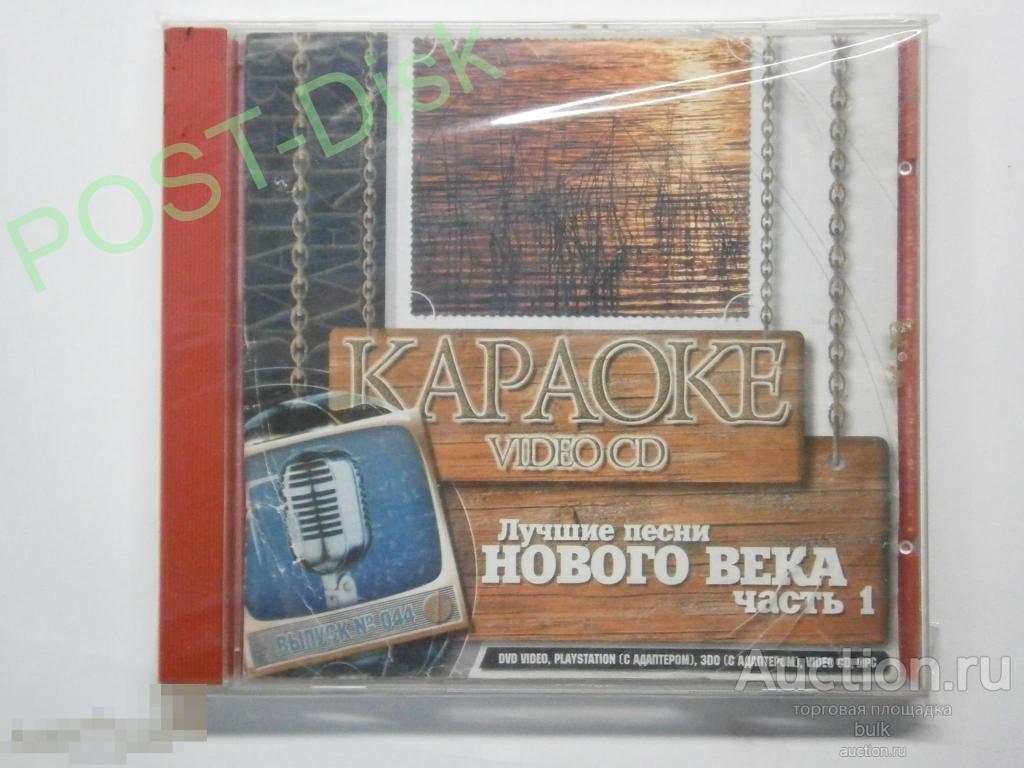 POST-Disk
КАРАОКЕ
VIDEO CD
Лучшие песни
НОВОГО ВЕКА
часть 1
ВЫПУСК № 044
DVD VIDEO, PLAYSTATION (С АДАПТЕРОМ), 3DO (С АДАПТЕРОМ), VIDEO CD, MPC
Auction.ru
торговая площадка
bulk
auction.ru